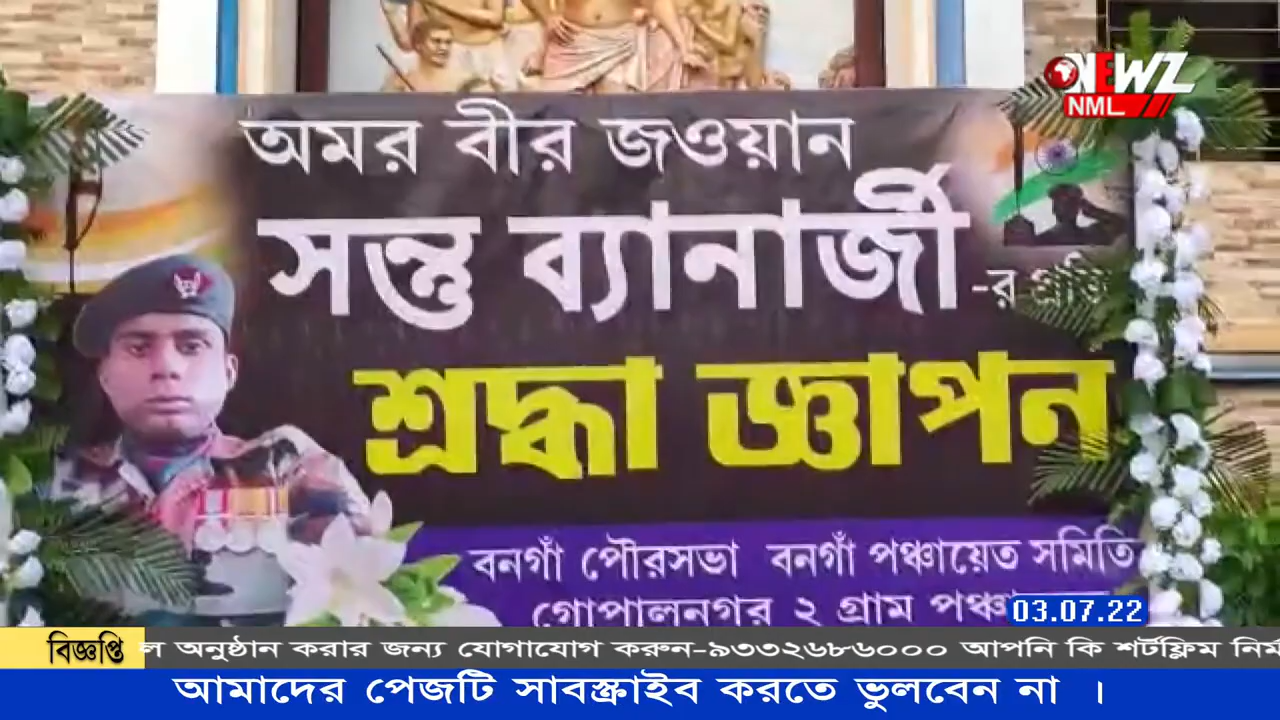 NEWZ
NML
অমর বীর জওয়ান
সন্তু ব্যানার্জী
-র প্রতি
শ্রদ্ধা জ্ঞাপন
বনগাঁ পৌরসভা বনগাঁ পঞ্চায়েত সমিতি
গোপালনগর ২ গ্রাম
03.07.22
বিজ্ঞপ্তি
ল অনুষ্ঠান করার জন্য যোগাযোগ করুন-৯৩৩২৬৮৬০০০ আপনি কি শর্টফ্লিম
আমাদের পেজটি সাবস্ক্রাইব করতে ভুলবেন না ।